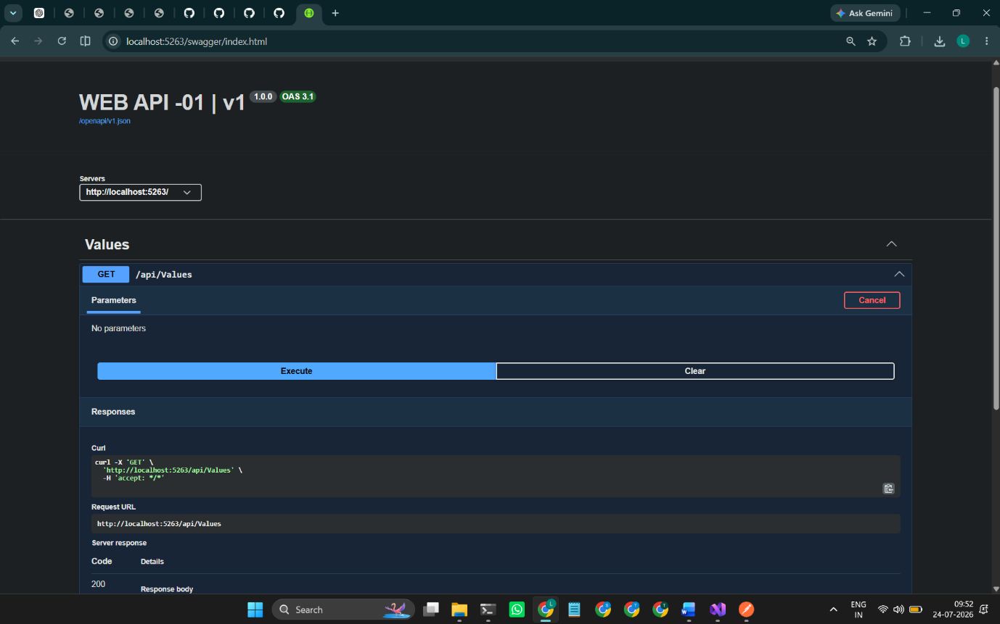 Ask Gemini
localhost:5263/swagger/index.html
L
WEB API -01 | v1 1.0.0 OAS 3.1
/openapi/v1.json
Servers
http://localhost:5263/
Values
GET /api/Values
Parameters
Cancel
No parameters
Execute
Clear
Responses
Curl
curl -X 'GET' \
'http://localhost:5263/api/Values' \
-H 'accept: */*'
Request URL
http://localhost:5263/api/Values
Server response
Code Details
200
Response body
Search
ENG
IN
09:52
24-07-2026